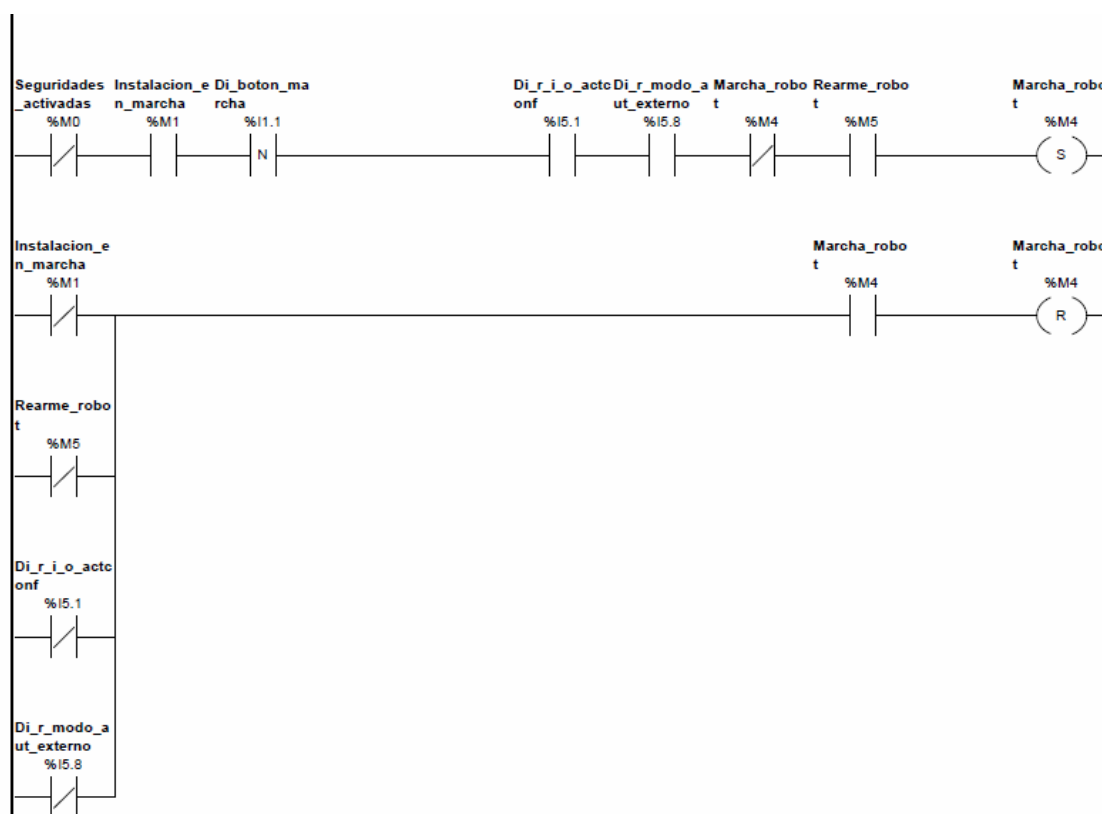 Seguridades Instalacion_e Di_boton_ma Di_r_i_o_actc Di_r_modo_a Marcha_robo Rearme_robo Marcha_robo
_activadas n_marcha rcha onf ut_externo t t t
%M0 %M1 %I1.1 %I5.1 %I5.8 %M4 %M5 %M4
N S
Instalacion_e Marcha_robo Marcha_robo
n_marcha t t
%M1 %M4 %M4
R
Rearme_robo
t
%M5
Di_r_i_o_actc
onf
%I5.1
Di_r_modo_a
ut_externo
%I5.8